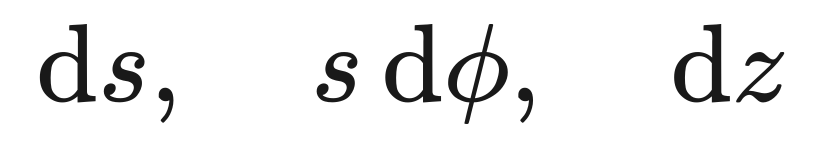 ds, s dϕ, dz